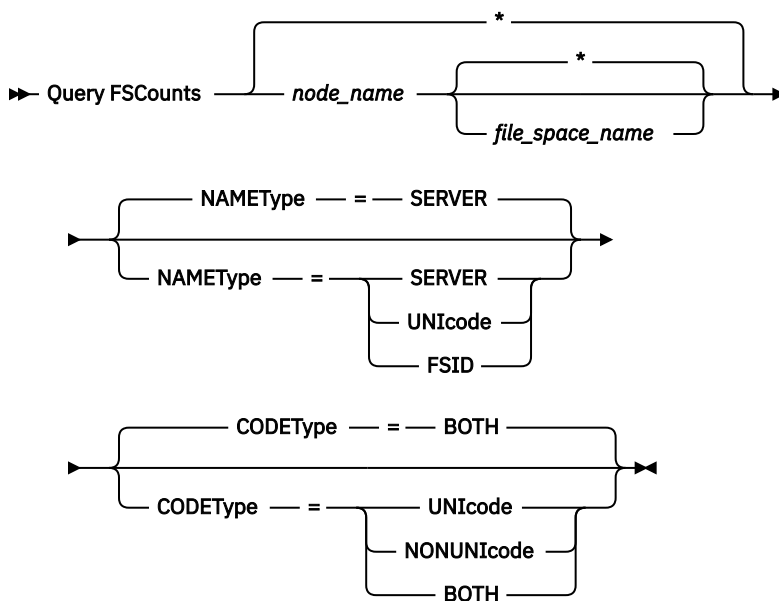 *
*
Query FSCounts node_name
file_space_name
NAMEType = SERVER
NAMEType = SERVER
UNIcode
FSID
CODEType = BOTH
CODEType = UNIcode
NONUNIcode
BOTH